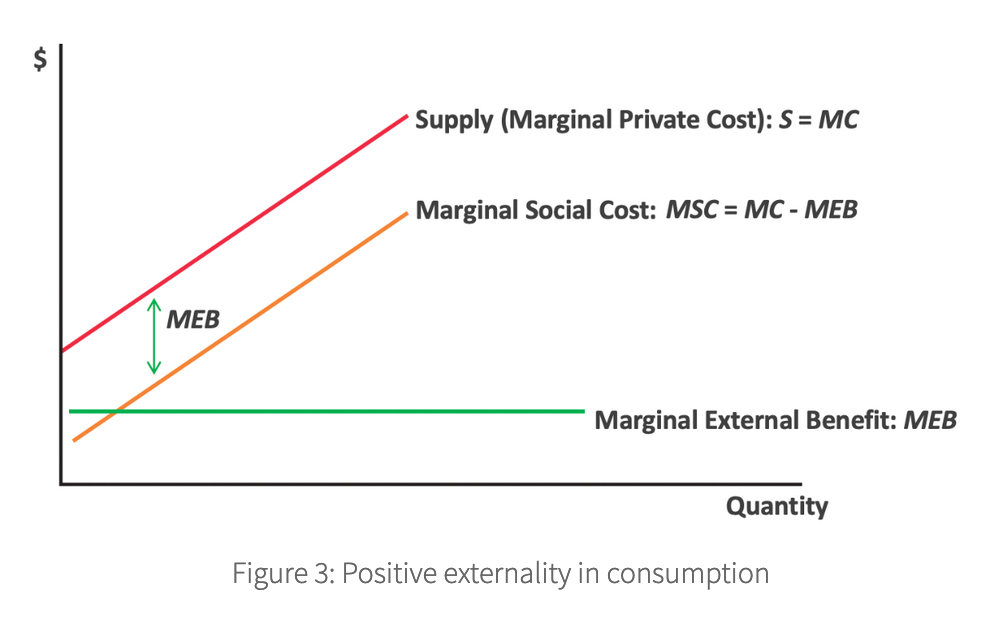 $
Supply (Marginal Private Cost): S = MC
Marginal Social Cost: MSC = MC - MEB
MEB
Marginal External Benefit: MEB
Quantity
Figure 3: Positive externality in consumption